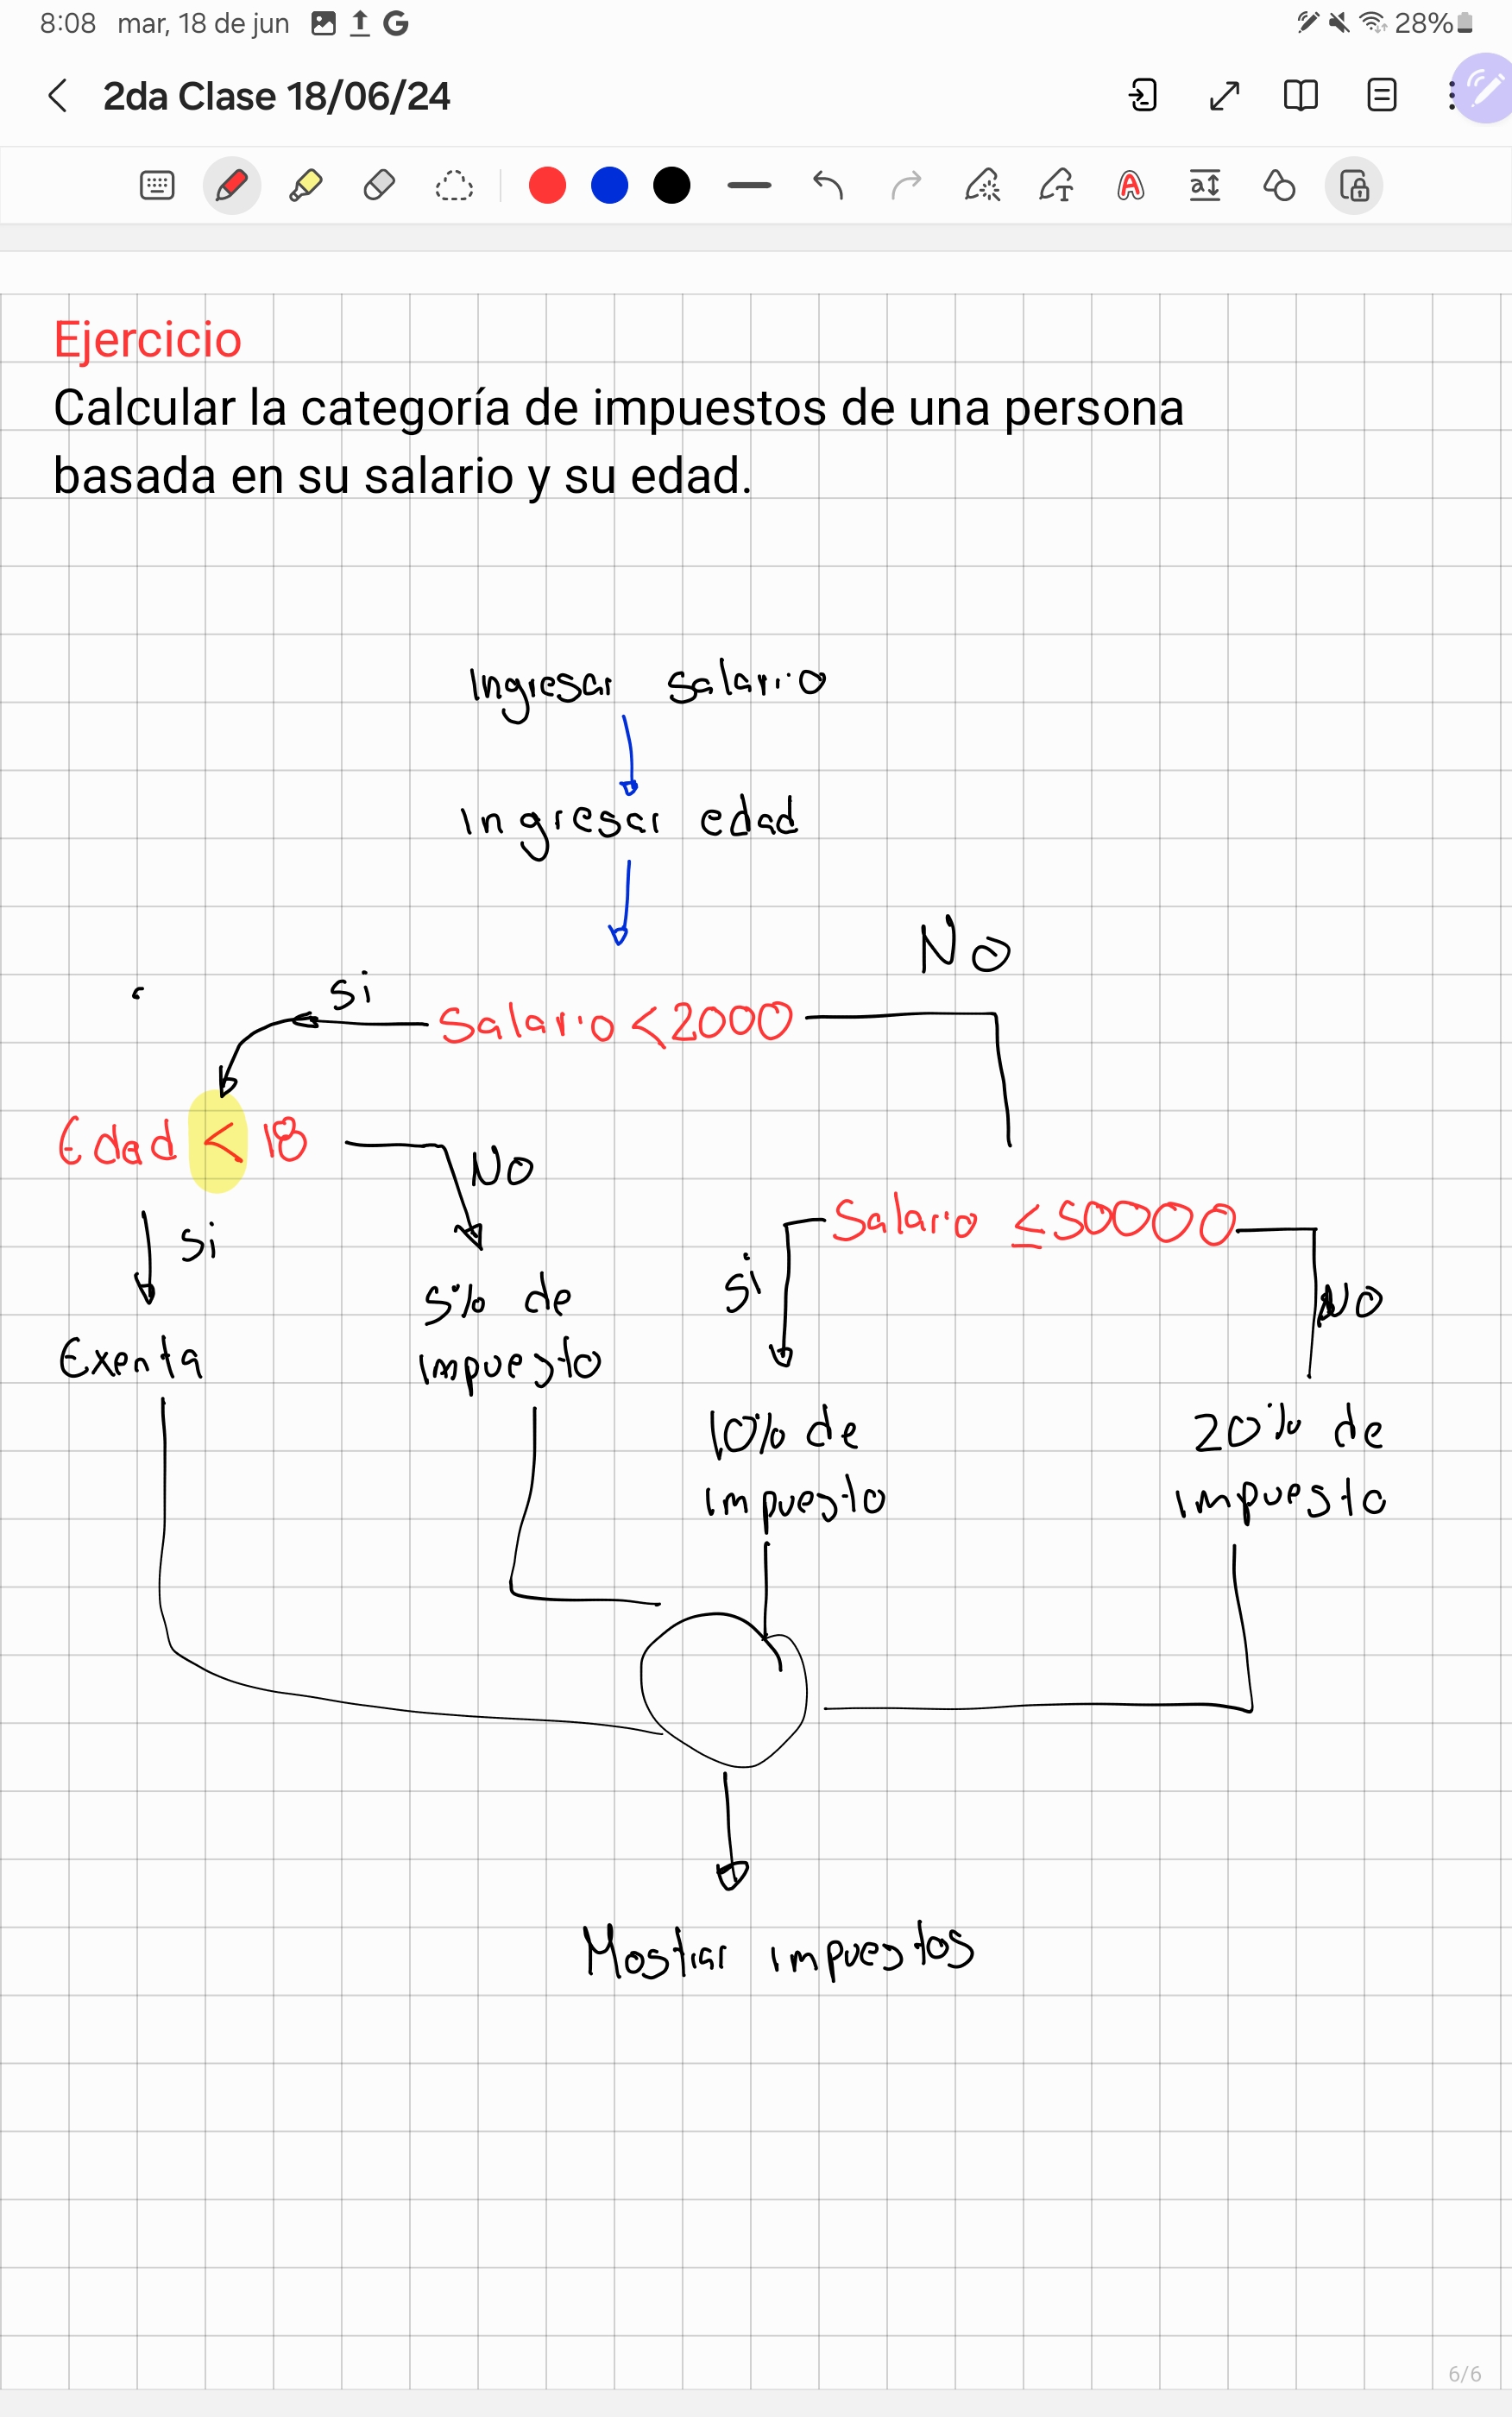 8:08 mar, 18 de jun G 28%
2da Clase 18/06/24
Ejercicio
Calcular la categoría de impuestos de una persona
basada en su salario y su edad.
Ingresar salario
Ingresar edad
No
Si
Salario <2000
Edad < 18
No
Si
Salario ≤50000
Si
No
5% de
impuesto
Exenta
10% de
impuesto
20% de
impuesto
Mostrar impuestos
6/6